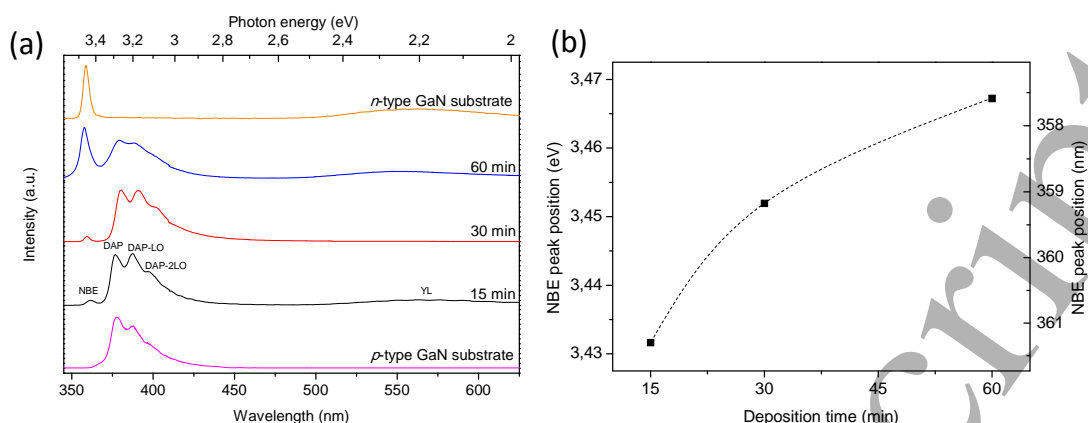 (a)
Photon energy (eV)
3,4 3,2 3 2,8 2,6 2,4 2,2 2
n-type GaN substrate
60 min
30 min
DAP DAP-LO
DAP-2LO
NBE
YL
15 min
p-type GaN substrate
Intensity (a.u.)
350 400 450 500 550 600
Wavelength (nm)
(b)
3,47
3,46
3,45
3,44
3,43
NBE peak position (eV)
358
359
360
361
NBE peak position (nm)
15 30 45 60
Deposition time (min)